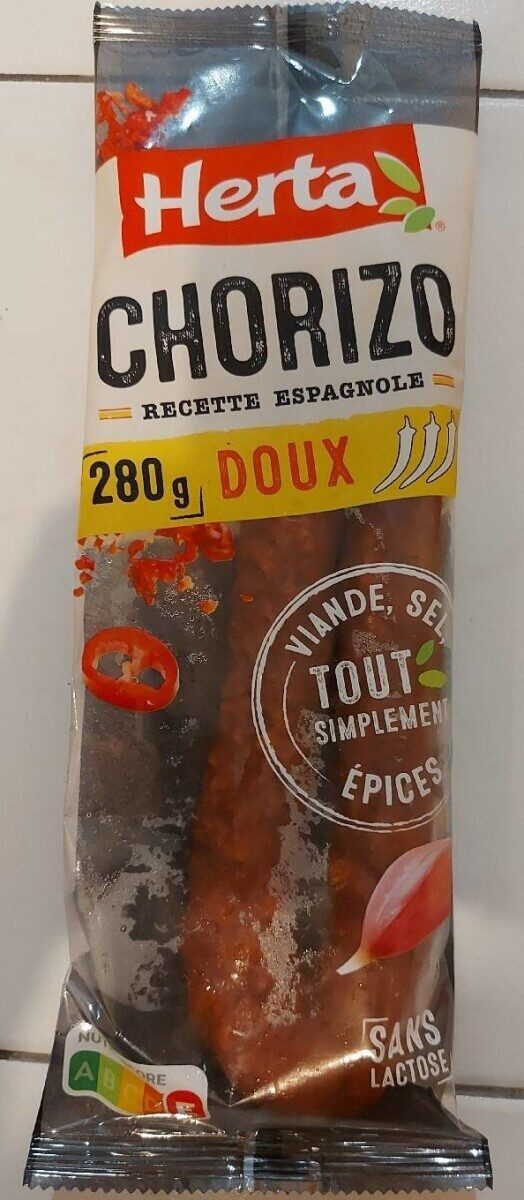 Herta
®
CHORIZO
RECETTE ESPAGNOLE
280g DOUX
VIANDE, SEL,
TOUT
SIMPLEMENT
ÉPICES
SANS
LACTOSE
A B